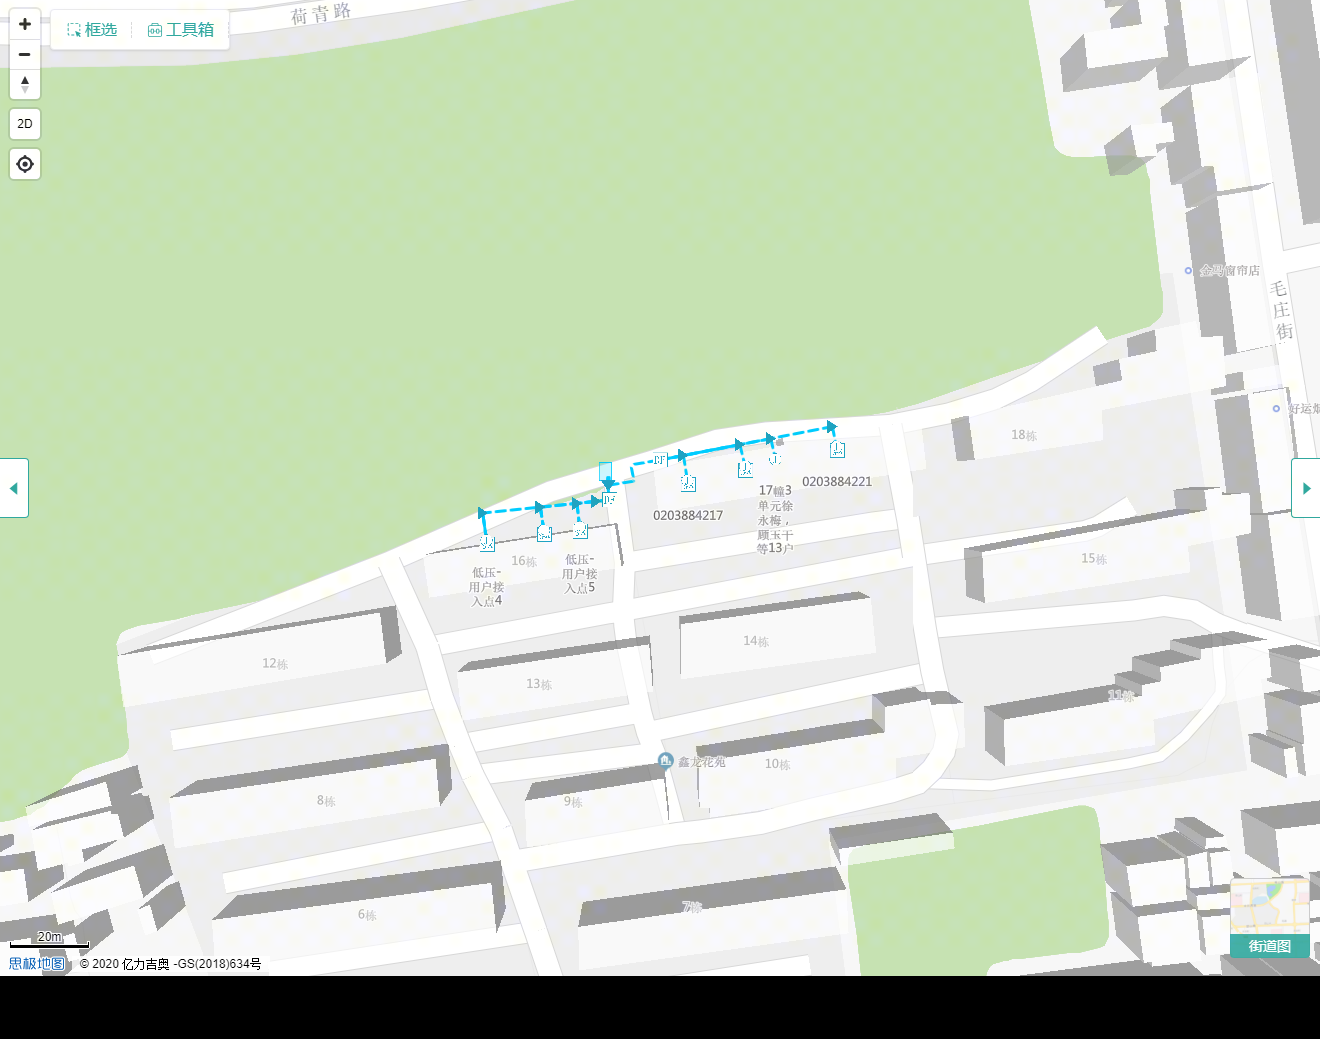 荷青路
框选
工具箱
2D
金马窗帘店
毛庄街
18栋
0203884221
17幢3
单元徐
永梅，
顾玉干
等13户
0203884217
16栋
15栋
低压-
用户接
入点4
低压-
用户接
入点5
14栋
12栋
13栋
11栋
鑫龙花苑
10栋
8栋
9栋
6栋
7栋
20m
思极地图
© 2020 亿力吉奥 -GS(2018)634号
街道图